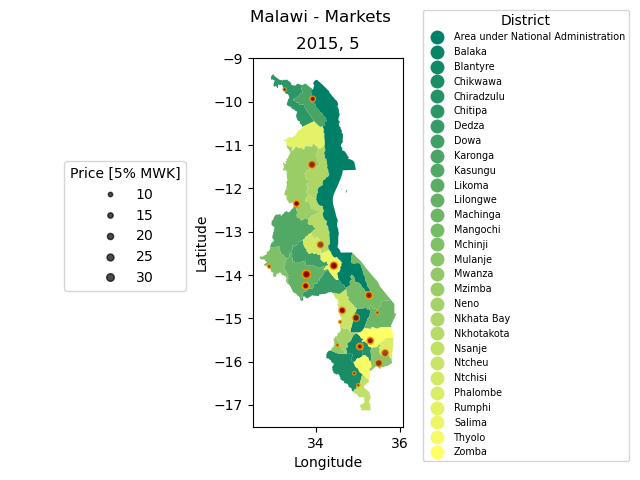 Malawi - Markets
2015, 5
Price [5% MWK]
10
15
20
25
30
Latitude
−9
−10
−11
−12
−13
−14
−15
−16
−17
34
36
Longitude
District
Area under National Administration
Balaka
Blantyre
Chikwawa
Chiradzulu
Chitipa
Dedza
Dowa
Karonga
Kasungu
Likoma
Lilongwe
Machinga
Mangochi
Mchinji
Mulanje
Mwanza
Mzimba
Neno
Nkhata Bay
Nkhotakota
Nsanje
Ntcheu
Ntchisi
Phalombe
Rumphi
Salima
Thyolo
Zomba